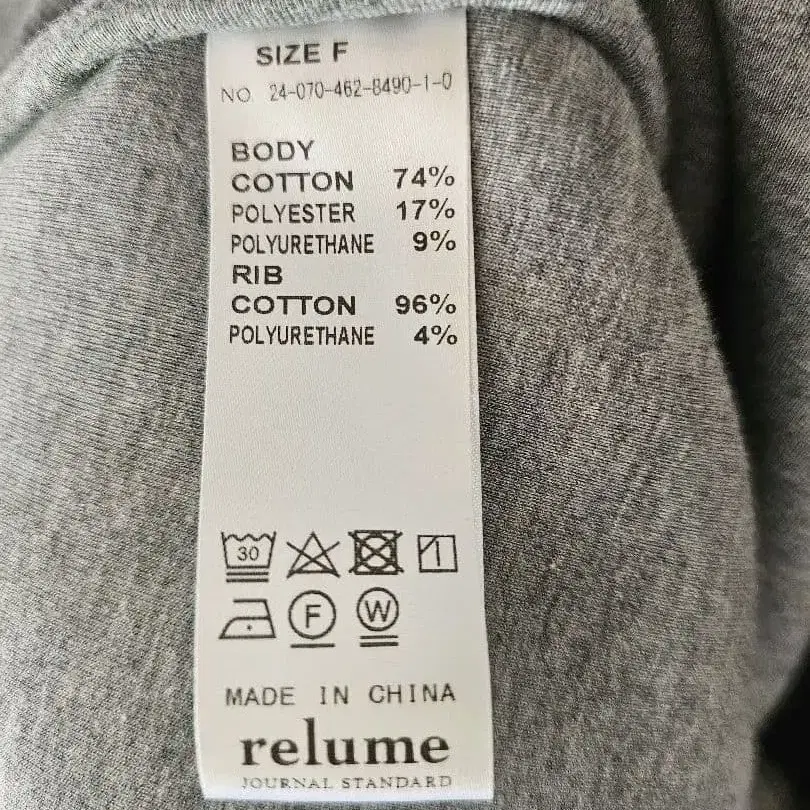 SIZE F
NO. 24-070-462-8490-1-0
BODY
COTTON 74%
POLYESTER 17%
POLYURETHANE 9%
RIB
COTTON 96%
POLYURETHANE 4%
30
F W
MADE IN CHINA
relume
JOURNAL STANDARD